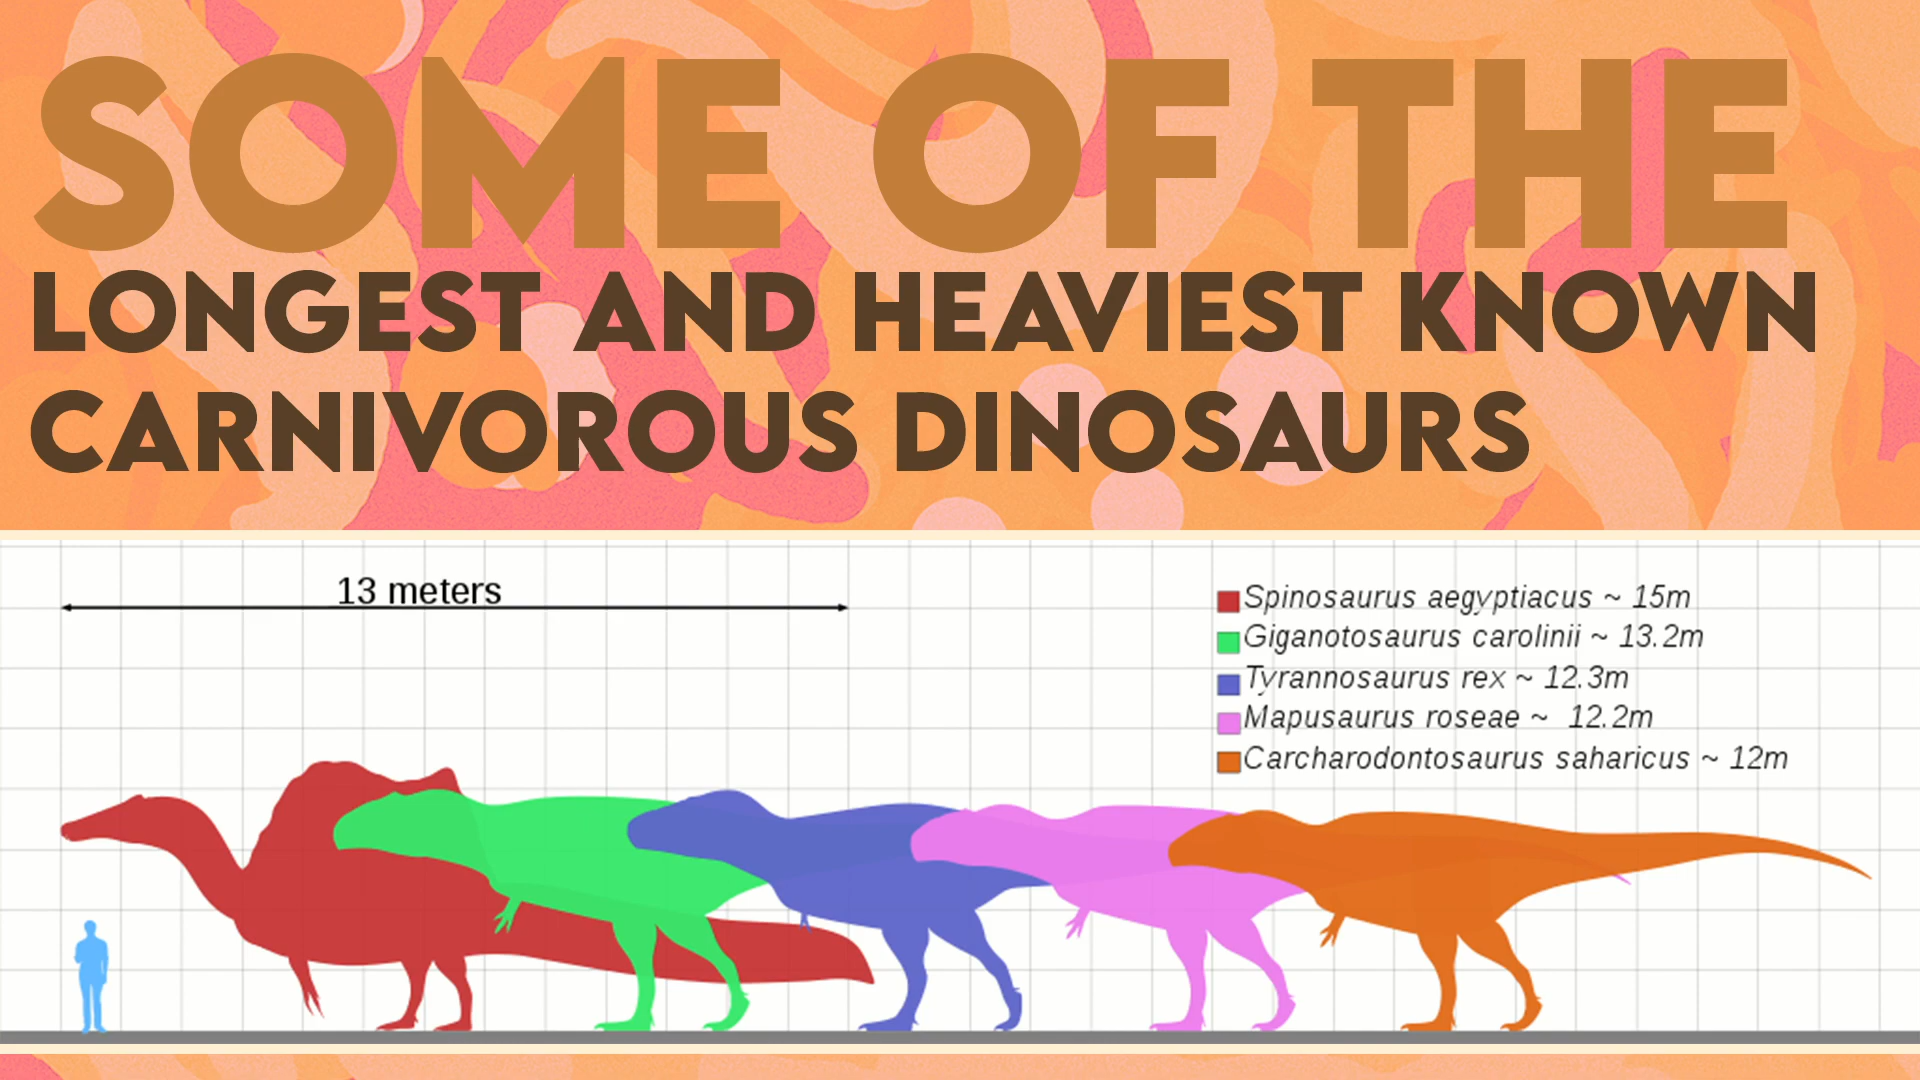 SOME OF THE
LONGEST AND HEAVIEST KNOWN
CARNIVOROUS DINOSAURS
13 meters
Spinosaurus aegyptiacus ~ 15m
Giganotosaurus carolinii ~ 13.2m
Tyrannosaurus rex ~ 12.3m
Mapusaurus roseae ~ 12.2m
Carcharodontosaurus saharicus ~ 12m